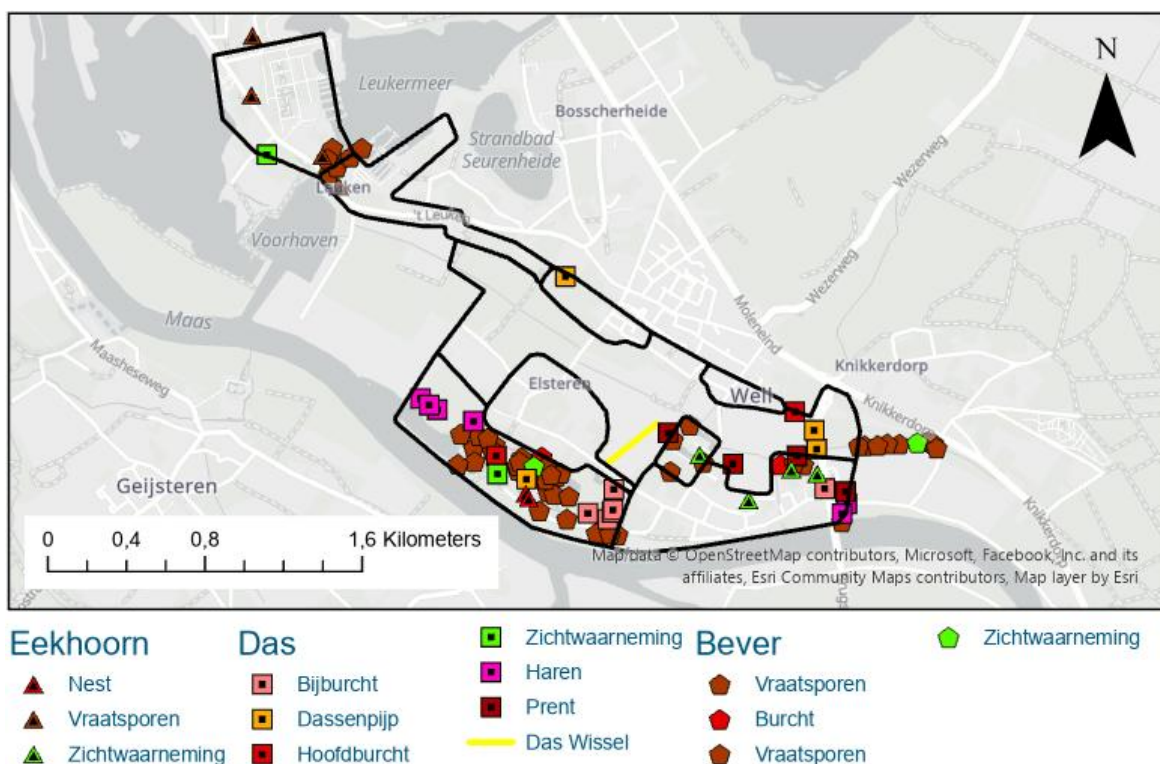 Leukermeer
Bosscherheide
Strandbad
Seurenheide
N
Wezerweg
Leuken
't Leuken
Voorhaven
Wezerweg
Maas
Moleneind
Maasheseweg
Knikkerdorp
Elsteren
Well
Knikkerdorp
Geijsteren
Knikkerdorp
0 0,4 0,8 1,6 Kilometers
Map data © OpenStreetMap contributors, Microsoft, Facebook, Inc. and its
affiliates, Esri Community Maps contributors, Map layer by Esri
Eekhoorn
Nest
Vraatsporen
Zichtwaarneming
Das
Bijburcht
Dassenpijp
Hoofdburcht
Zichtwaarneming
Haren
Prent
Das Wissel
Bever
Vraatsporen
Burcht
Vraatsporen
Zichtwaarneming